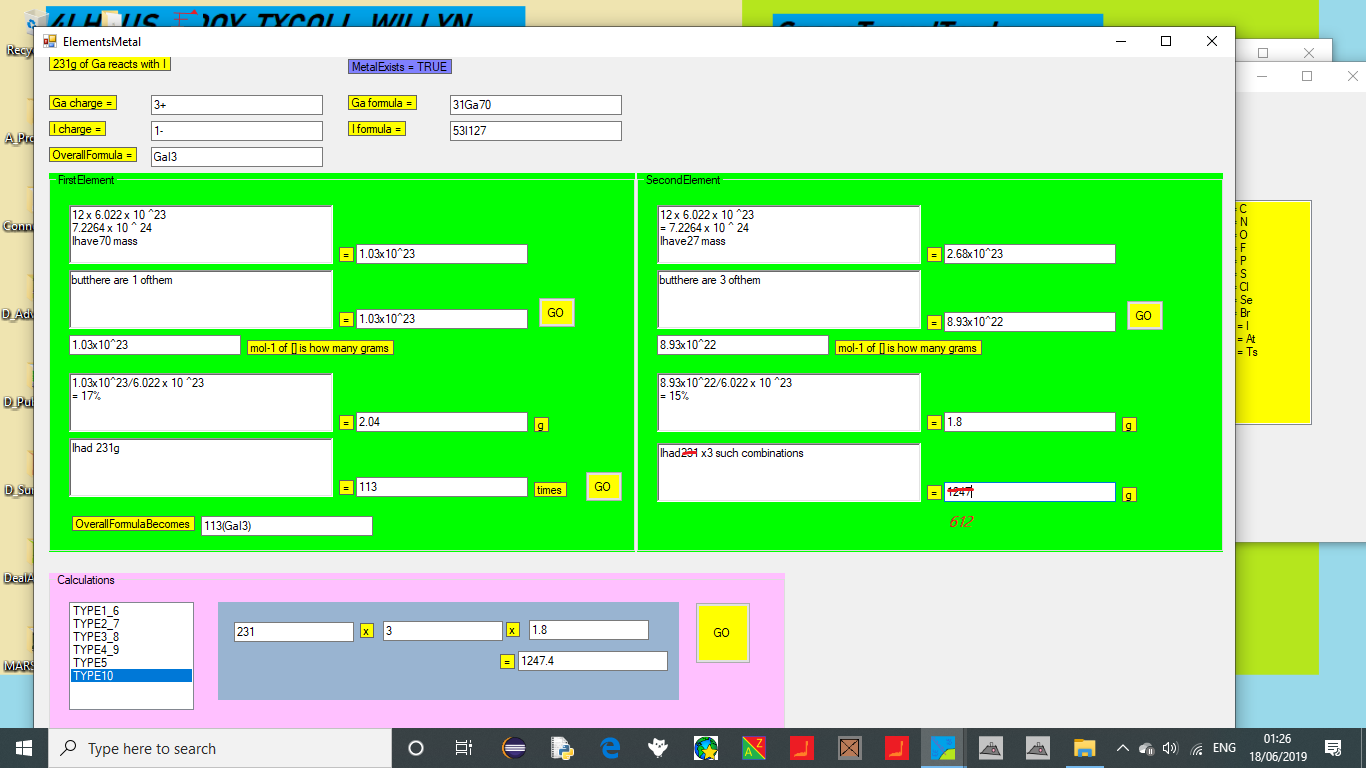 ElementsMetal
231g of Ga reacts with I
MetalExists = TRUE
Ga charge =
3+
Ga formula =
31Ga70
I charge =
1-
I formula =
53I127
OverallFormula =
GaI3
FirstElement
12 x 6.022 x 10 ^23
7.2264 x 10 ^ 24
Ihave70 mass
=
1.03x10^23
butthere are 1 ofthem
=
1.03x10^23
GO
1.03x10^23
mol-1 of [] is how many grams
1.03x10^23/6.022 x 10 ^23
= 17%
=
2.04
g
Ihad 231g
=
113
times
GO
OverallFormulaBecomes
113(GaI3)
SecondElement
12 x 6.022 x 10 ^23
= 7.2264 x 10 ^ 24
Ihave27 mass
=
2.68x10^23
butthere are 3 ofthem
=
8.93x10^22
GO
8.93x10^22
mol-1 of [] is how many grams
8.93x10^22/6.022 x 10 ^23
= 15%
=
1.8
g
Ihad231 x3 such combinations
=
1247
g
612
Calculations
TYPE1_6
TYPE2_7
TYPE3_8
TYPE4_9
TYPE5
TYPE10
231
x
3
x
1.8
=
1247.4
GO
= C
= N
= O
= F
= P
= S
= Cl
= Se
= Br
= I
= At
= Ts
Type here to search
ENG
01:26
18/06/2019